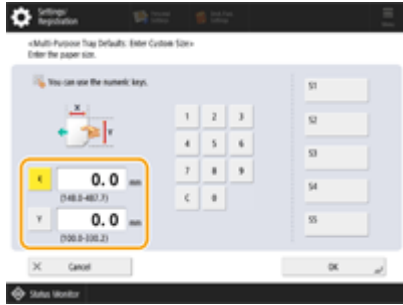 Settings/
Registration
<Multi-Purpose Tray Defaults: Enter Custom Size>
Enter the paper size.
You can use the numeric keys.
X
Y
1 2 3
4 5 6
7 8 9
C 0
X 0.0 mm
(148.0-487.7)
Y 0.0 mm
(100.0-330.2)
S1
S2
S3
S4
S5
Cancel
OK
Status Monitor